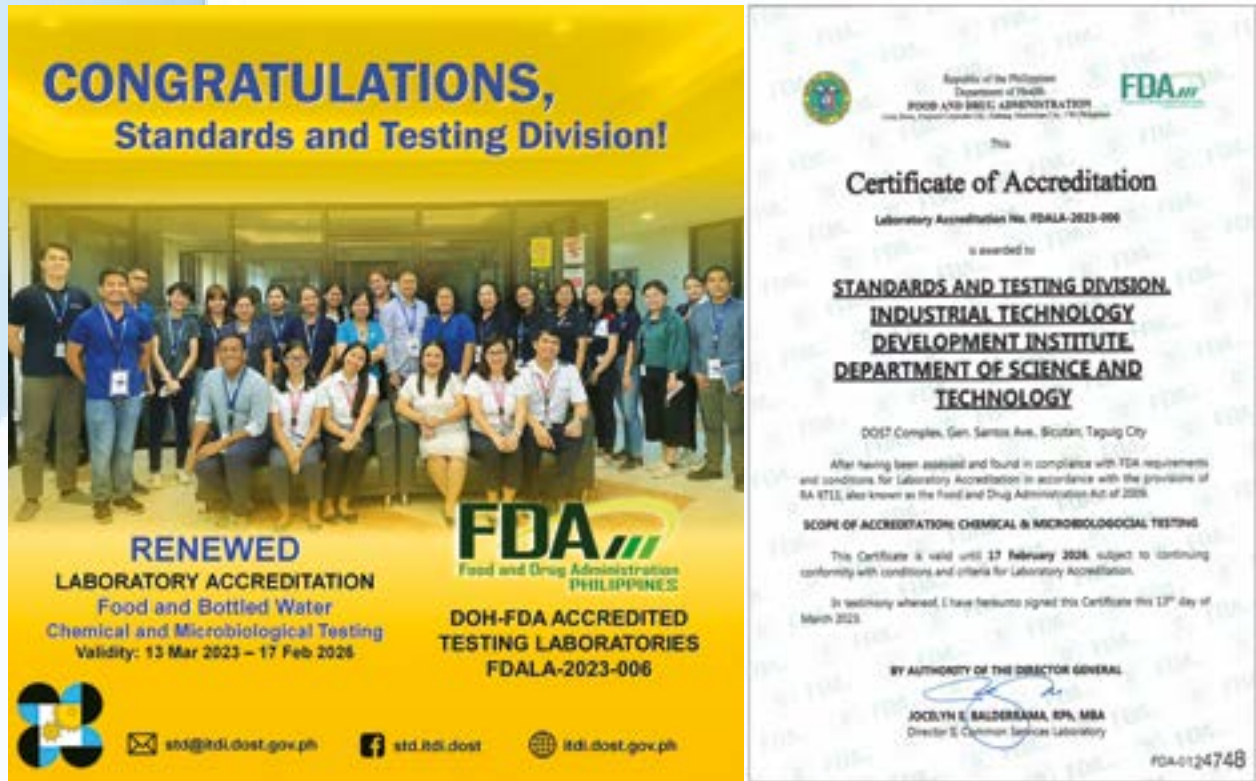 CONGRATULATIONS,
Standards and Testing Division!
RENEWED
LABORATORY ACCREDITATION
Food and Bottled Water
Chemical and Microbiological Testing
Validity: 13 Mar 2023 – 17 Feb 2026
FDA
Food and Drug Administration
PHILIPPINES
DOH-FDA ACCREDITED
TESTING LABORATORIES
FDALA-2023-006
std@itdi.dost.gov.ph
std.itdi.dost
itdi.dost.gov.ph
Republic of the Philippines
Department of Health
FOOD AND DRUG ADMINISTRATION
FDA
This
Certificate of Accreditation
Laboratory Accreditation No. FDALA-2023-006
is awarded to
STANDARDS AND TESTING DIVISION,
INDUSTRIAL TECHNOLOGY
DEVELOPMENT INSTITUTE,
DEPARTMENT OF SCIENCE AND
TECHNOLOGY
DOST Complex, Gen. Santos Ave., Bicutan, Taguig City
After having been assessed and found in compliance with FDA requirements
and conditions for Laboratory Accreditation in accordance with the provisions of
RA 9711, also known as the Food and Drug Administration Act of 2009.
SCOPE OF ACCREDITATION: CHEMICAL & MICROBIOLOGOCIAL TESTING
This Certificate is valid until 17 February 2026, subject to continuing
conformity with conditions and criteria for Laboratory Accreditation.
In testimony whereof, I have hereunto signed this Certificate this 13th day of
March 2023.
BY AUTHORITY OF THE DIRECTOR GENERAL
JOCELYN E. BALDERRAMA, RPh, MBA
Director II, Common Services Laboratory
FDA-0124748